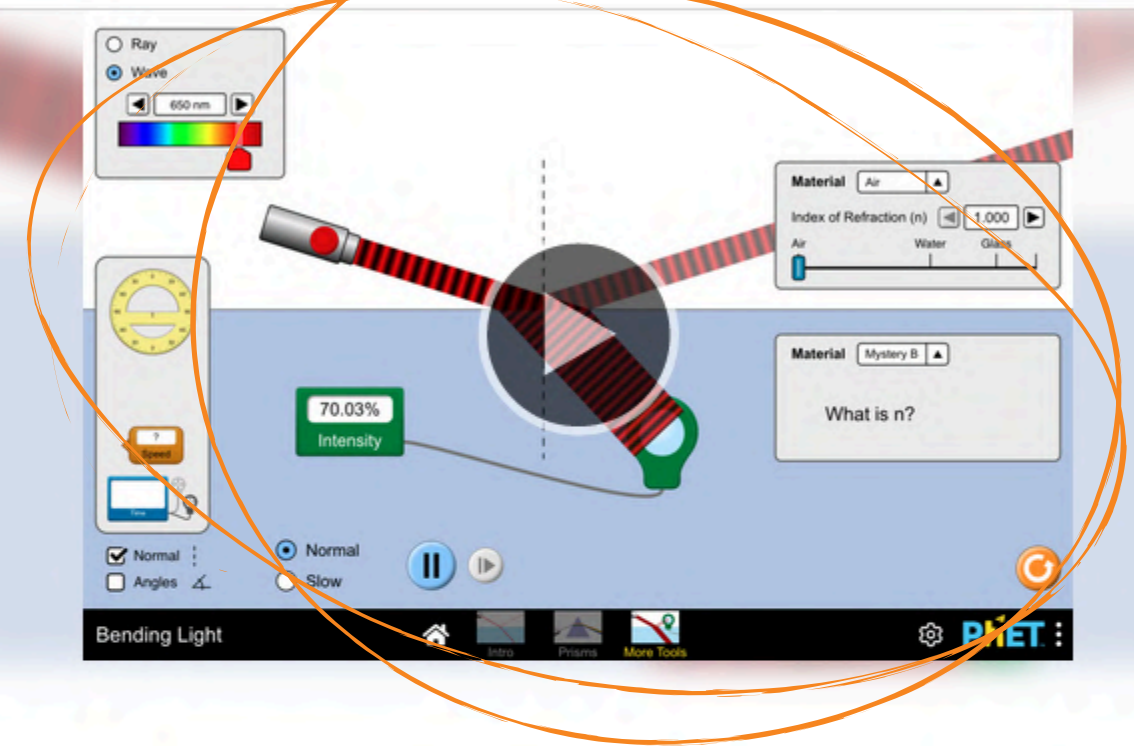 Ray
Wave
650 nm
Material Air
Index of Refraction (n) 1.000
Air Water Glass
Material Mystery B
What is n?
70.03%
Intensity
?
Speed
Time
Normal
Angles
Normal
Slow
Bending Light
Intro
Prisms
More Tools
PhET